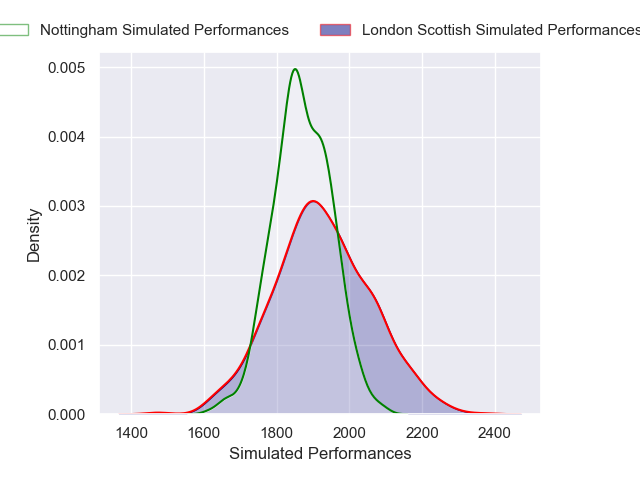 Nottingham Simulated Performances London Scottish Simulated Performances
0.005
0.004
0.003
0.002
0.001
0.000
Density
1400 1600 1800 2000 2200 2400
Simulated Performances